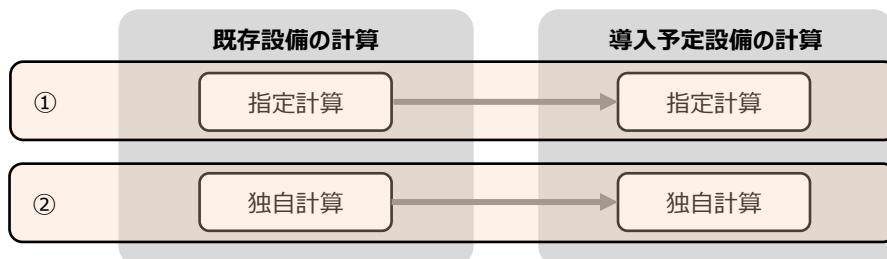 既存設備の計算 導入予定設備の計算
① 指定計算 指定計算
② 独自計算 独自計算